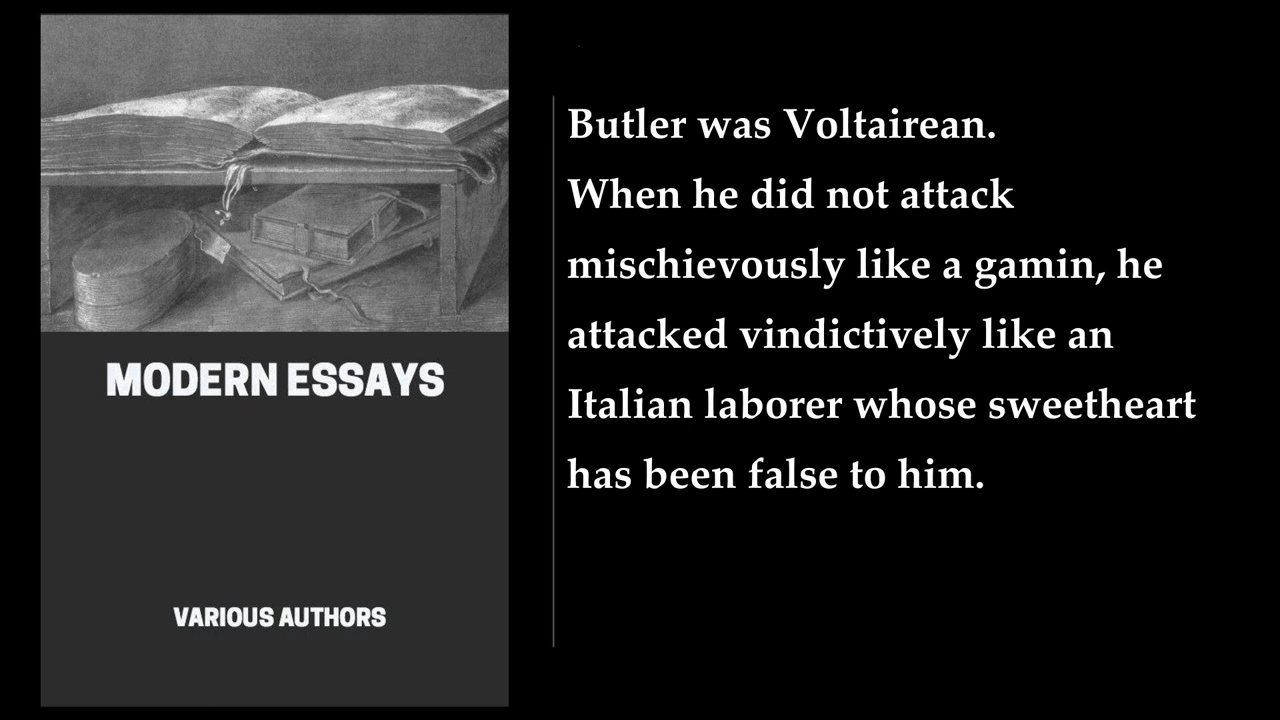 MODERN ESSAYS
VARIOUS AUTHORS
Butler was Voltairean.
When he did not attack
mischievously like a gamin, he
attacked vindictively like an
Italian laborer whose sweetheart
has been false to him.